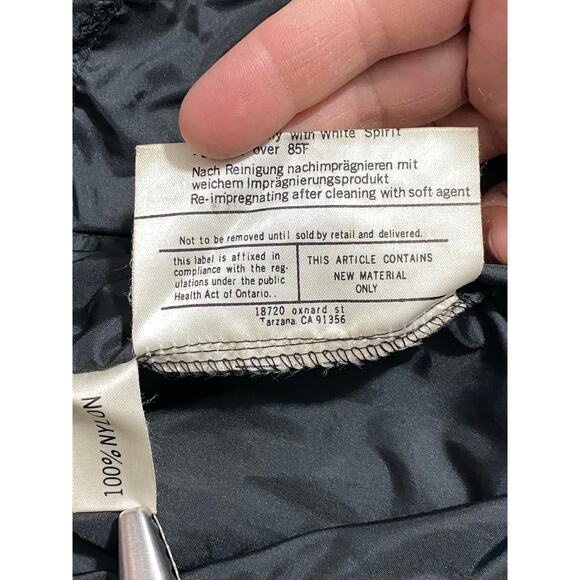 with White Spirit
over 85°F
Nach Reinigung nachimprägnieren mit
weichem Imprägnierungsprodukt
Re-impregnating after cleaning with soft agent
Not to be removed until sold by retail and delivered.
this label is affixed in
compliance with the reg-
ulations under the public
Health Act of Ontario..
THIS ARTICLE CONTAINS
NEW MATERIAL
ONLY
18720 oxnard st
Tarzana. CA 91356
100% NYLON